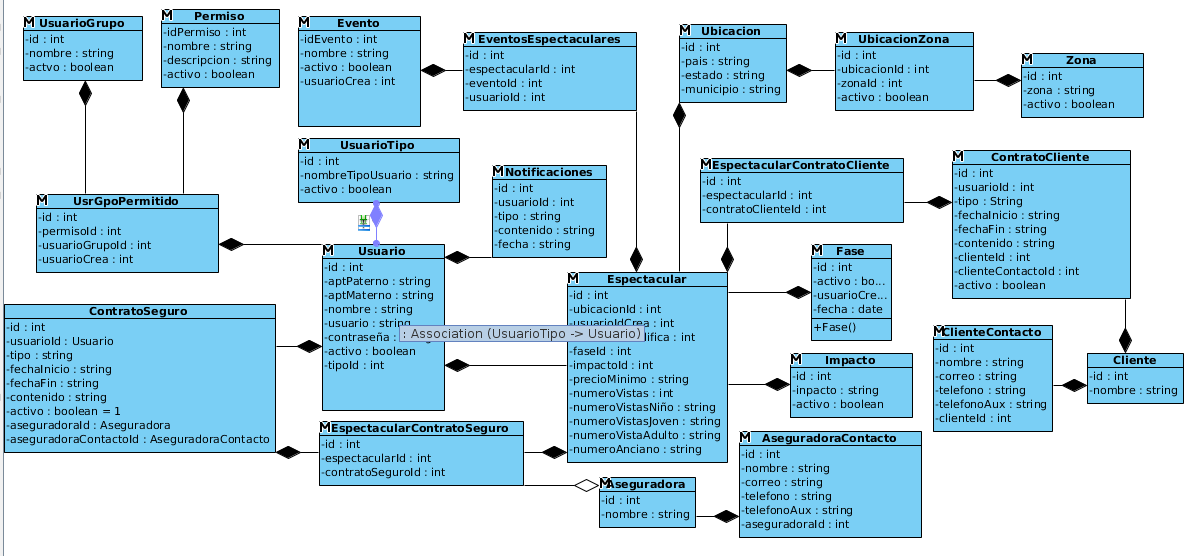 UsuarioGrupo
-id : int
-nombre : string
-actvo : boolean
Permiso
-idPermiso : int
-nombre : string
-descripcion : string
-activo : boolean
Evento
-idEvento : int
-nombre : string
-activo : boolean
-usuarioCrea : int
EventosEspectaculares
-id : int
-espectacularId : int
-eventoId : int
-usuarioId : int
Ubicacion
-id : int
-pais : string
-estado : string
-municipio : string
UbicacionZona
-id : int
-ubicacionId : int
-zonaId : int
-activo : boolean
Zona
-id : int
-zona : string
-activo : boolean
UsuarioTipo
-id : int
-nombreTipoUsuario : string
-activo : boolean
Notificaciones
-id : int
-usuarioId : int
-tipo : string
-contenido : string
-fecha : string
EspectacularContratoCliente
-id : int
-espectacularId : int
-contratoClienteId : int
ContratoCliente
-id : int
-usuarioId : int
-tipo : String
-fechaInicio : string
-fechaFin : string
-contenido : string
-clienteId : int
-clienteContactoId : int
-activo : boolean
UsrGpoPermitido
-id : int
-permisoId : int
-usuarioGrupoId : int
-usuarioCrea : int
Usuario
-id : int
-aptPaterno : string
-aptMaterno : string
-nombre : string
-usuario : string
-contraseña :
-activo : boolean
-tipoId : int
: Association (UsuarioTipo -> Usuario)
Espectacular
-id : int
-ubicacionId : int
-usuarioIdCrea : int
: int
-faseId : int
-impactoId : int
-precioMinimo : string
-numeroVistas : int
-numeroVistasNiño : string
-numeroVistasJoven : string
-numeroVistaAdulto : string
-numeroAnciano : string
Fase
-id : int
-activo : bo...
-usuarioCre...
-fecha : date
+Fase()
ContratoSeguro
-id : int
-usuarioId : Usuario
-tipo : string
-fechaInicio : string
-fechaFin : string
-contenido : string
-activo : boolean = 1
-aseguradoraId : Aseguradora
-aseguradoraContactoId : AseguradoraContacto
ClienteContacto
-id : int
-nombre : string
-correo : string
-telefono : string
-telefonoAux : string
-clienteId : int
Impacto
-id : int
-inpacto : string
-activo : boolean
Cliente
-id : int
-nombre : string
EspectacularContratoSeguro
-id : int
-espectacularId : int
-contratoSeguroId : int
AseguradoraContacto
-id : int
-nombre : string
-correo : string
-telefono : string
-telefonoAux : string
-aseguradoraId : int
Aseguradora
-id : int
-nombre : string